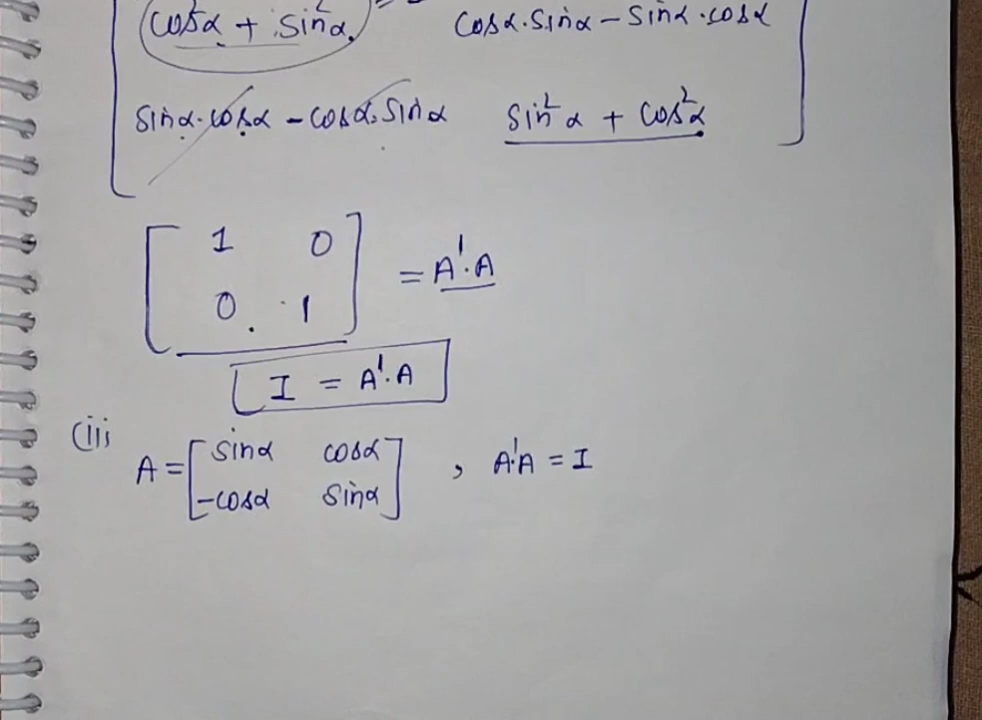 cos²α + sin²α cosα·sinα − sinα·cosα
sinα·cosα − cosα·sinα sin²α + cos²α
1 0
0 1 = A'·A
I = A'·A
(ii)
A = [ sinα cosα
-cosα sinα ] , A'A = I